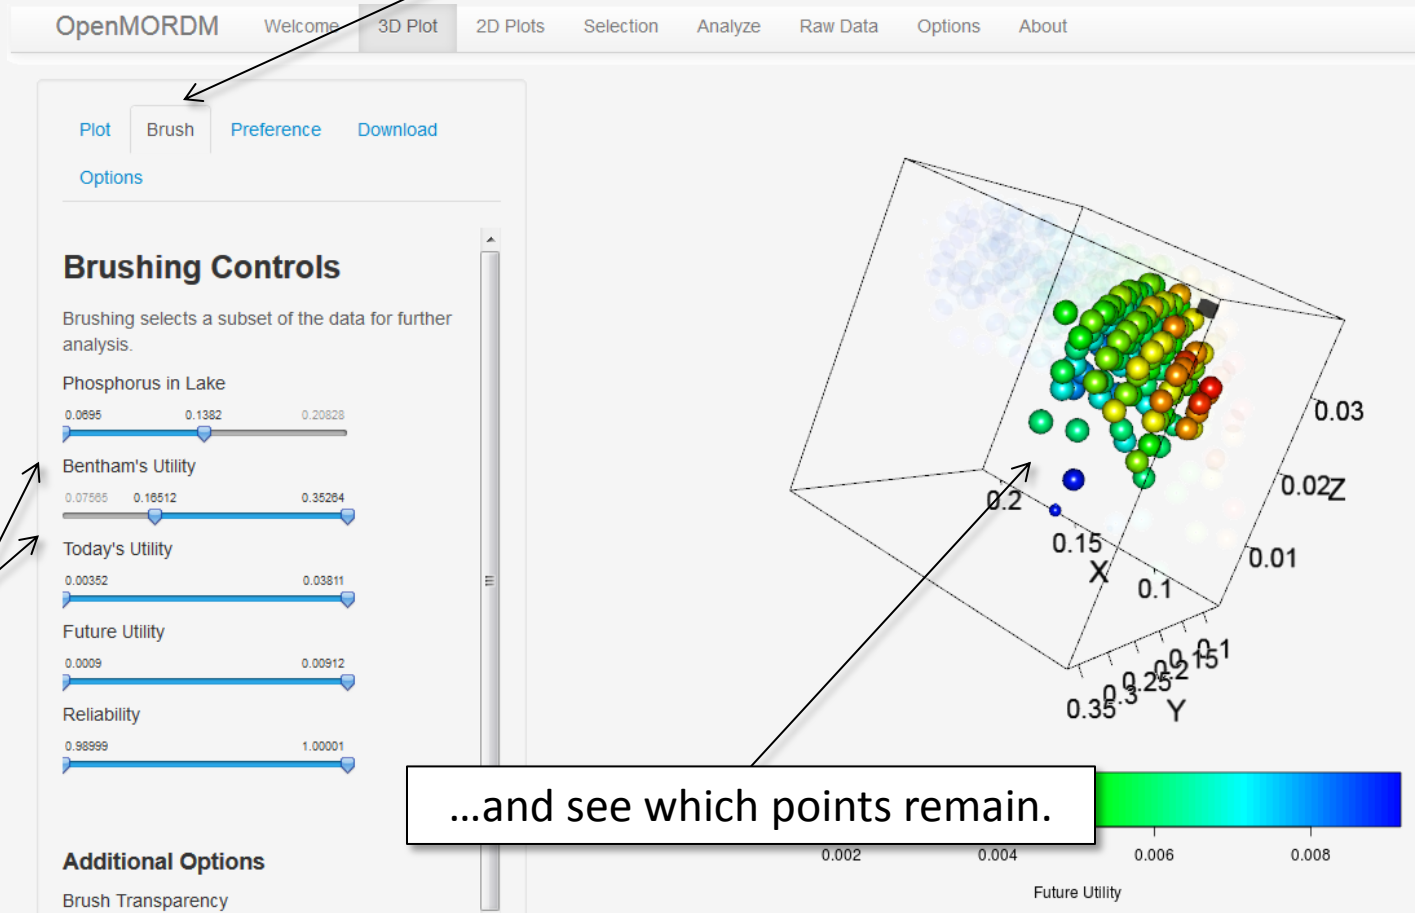 OpenMORDM Welcome 3D Plot 2D Plots Selection Analyze Raw Data Options About
Plot Brush Preference Download
Options
Brushing Controls
Brushing selects a subset of the data for further
analysis.
Phosphorus in Lake
0.0695 0.1382 0.20828
Bentham's Utility
0.07565 0.16512 0.35264
Today's Utility
0.00352 0.03811
Future Utility
0.0009 0.00912
Reliability
0.98999 1.00001
Additional Options
Brush Transparency
0.03
0.02
Z
0.01
0.2
0.15
X
0.1
0.1
0.15
0.2
0.25
0.3
0.35
Y
…and see which points remain.
0.002 0.004 0.006 0.008
Future Utility